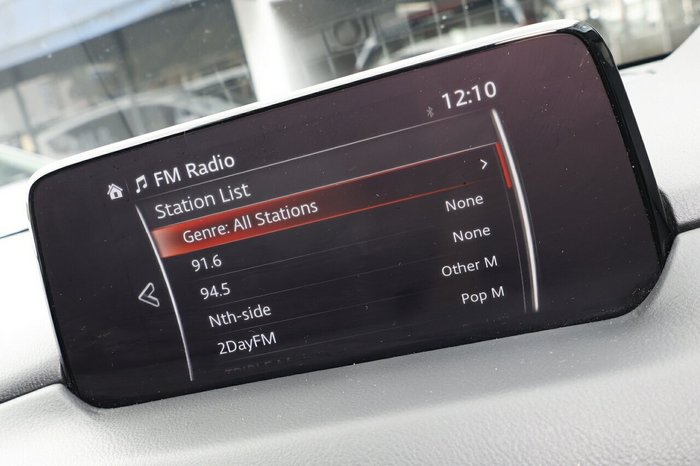 12:10
FM Radio
Station List
Genre: All Stations
91.6 None
94.5 None
Nth-side Other M
2DayFM Pop M